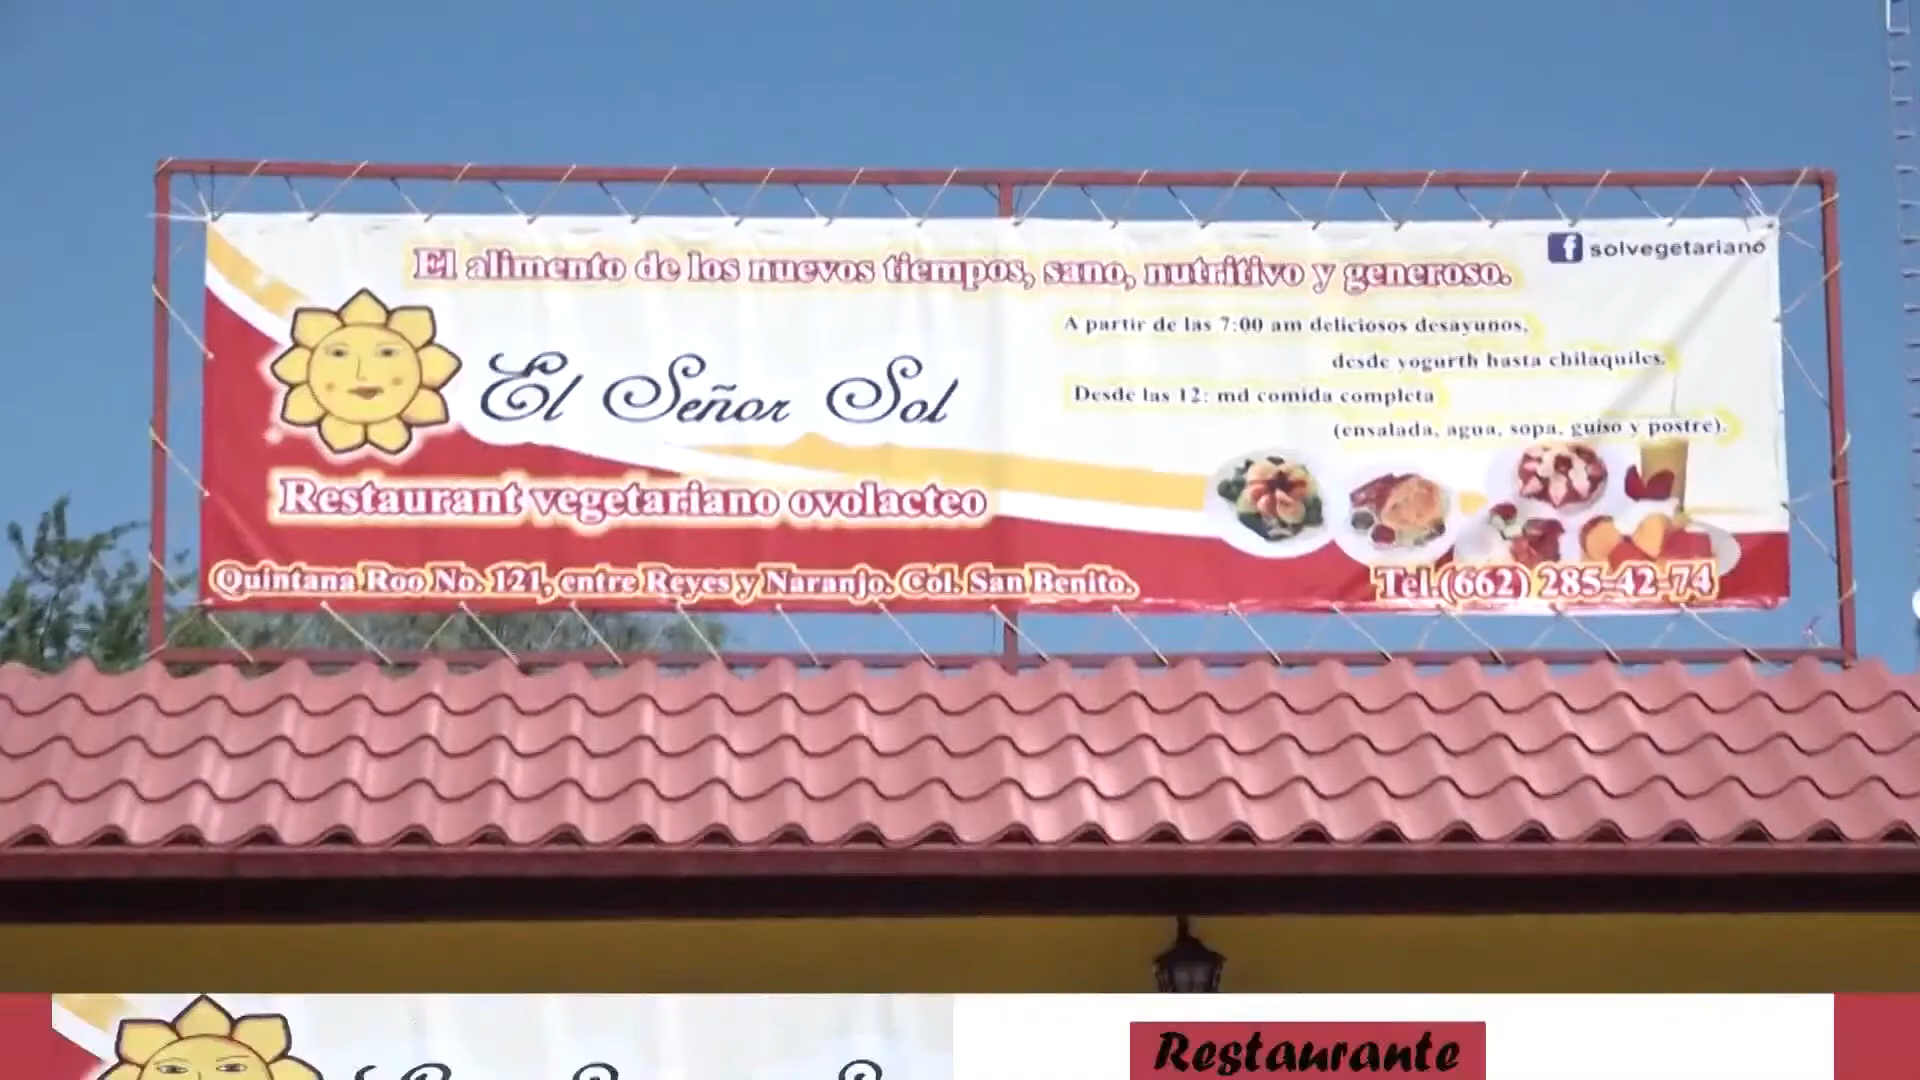 El alimento de los nuevos tiempos, sano, nutritivo y generoso.
f solvegetariano
A partir de las 7:00 am deliciosos desayunos,
desde yogurth hasta chilaquiles.
Desde las 12: md comida completa
(ensalada, agua, sopa, guiso y postre).
El Señor Sol
Restaurant vegetariano ovolacteo
Quintana Roo No. 121, entre Reyes y Naranjo. Col. San Benito.
Tel.(662) 285-42-74
Restaurante